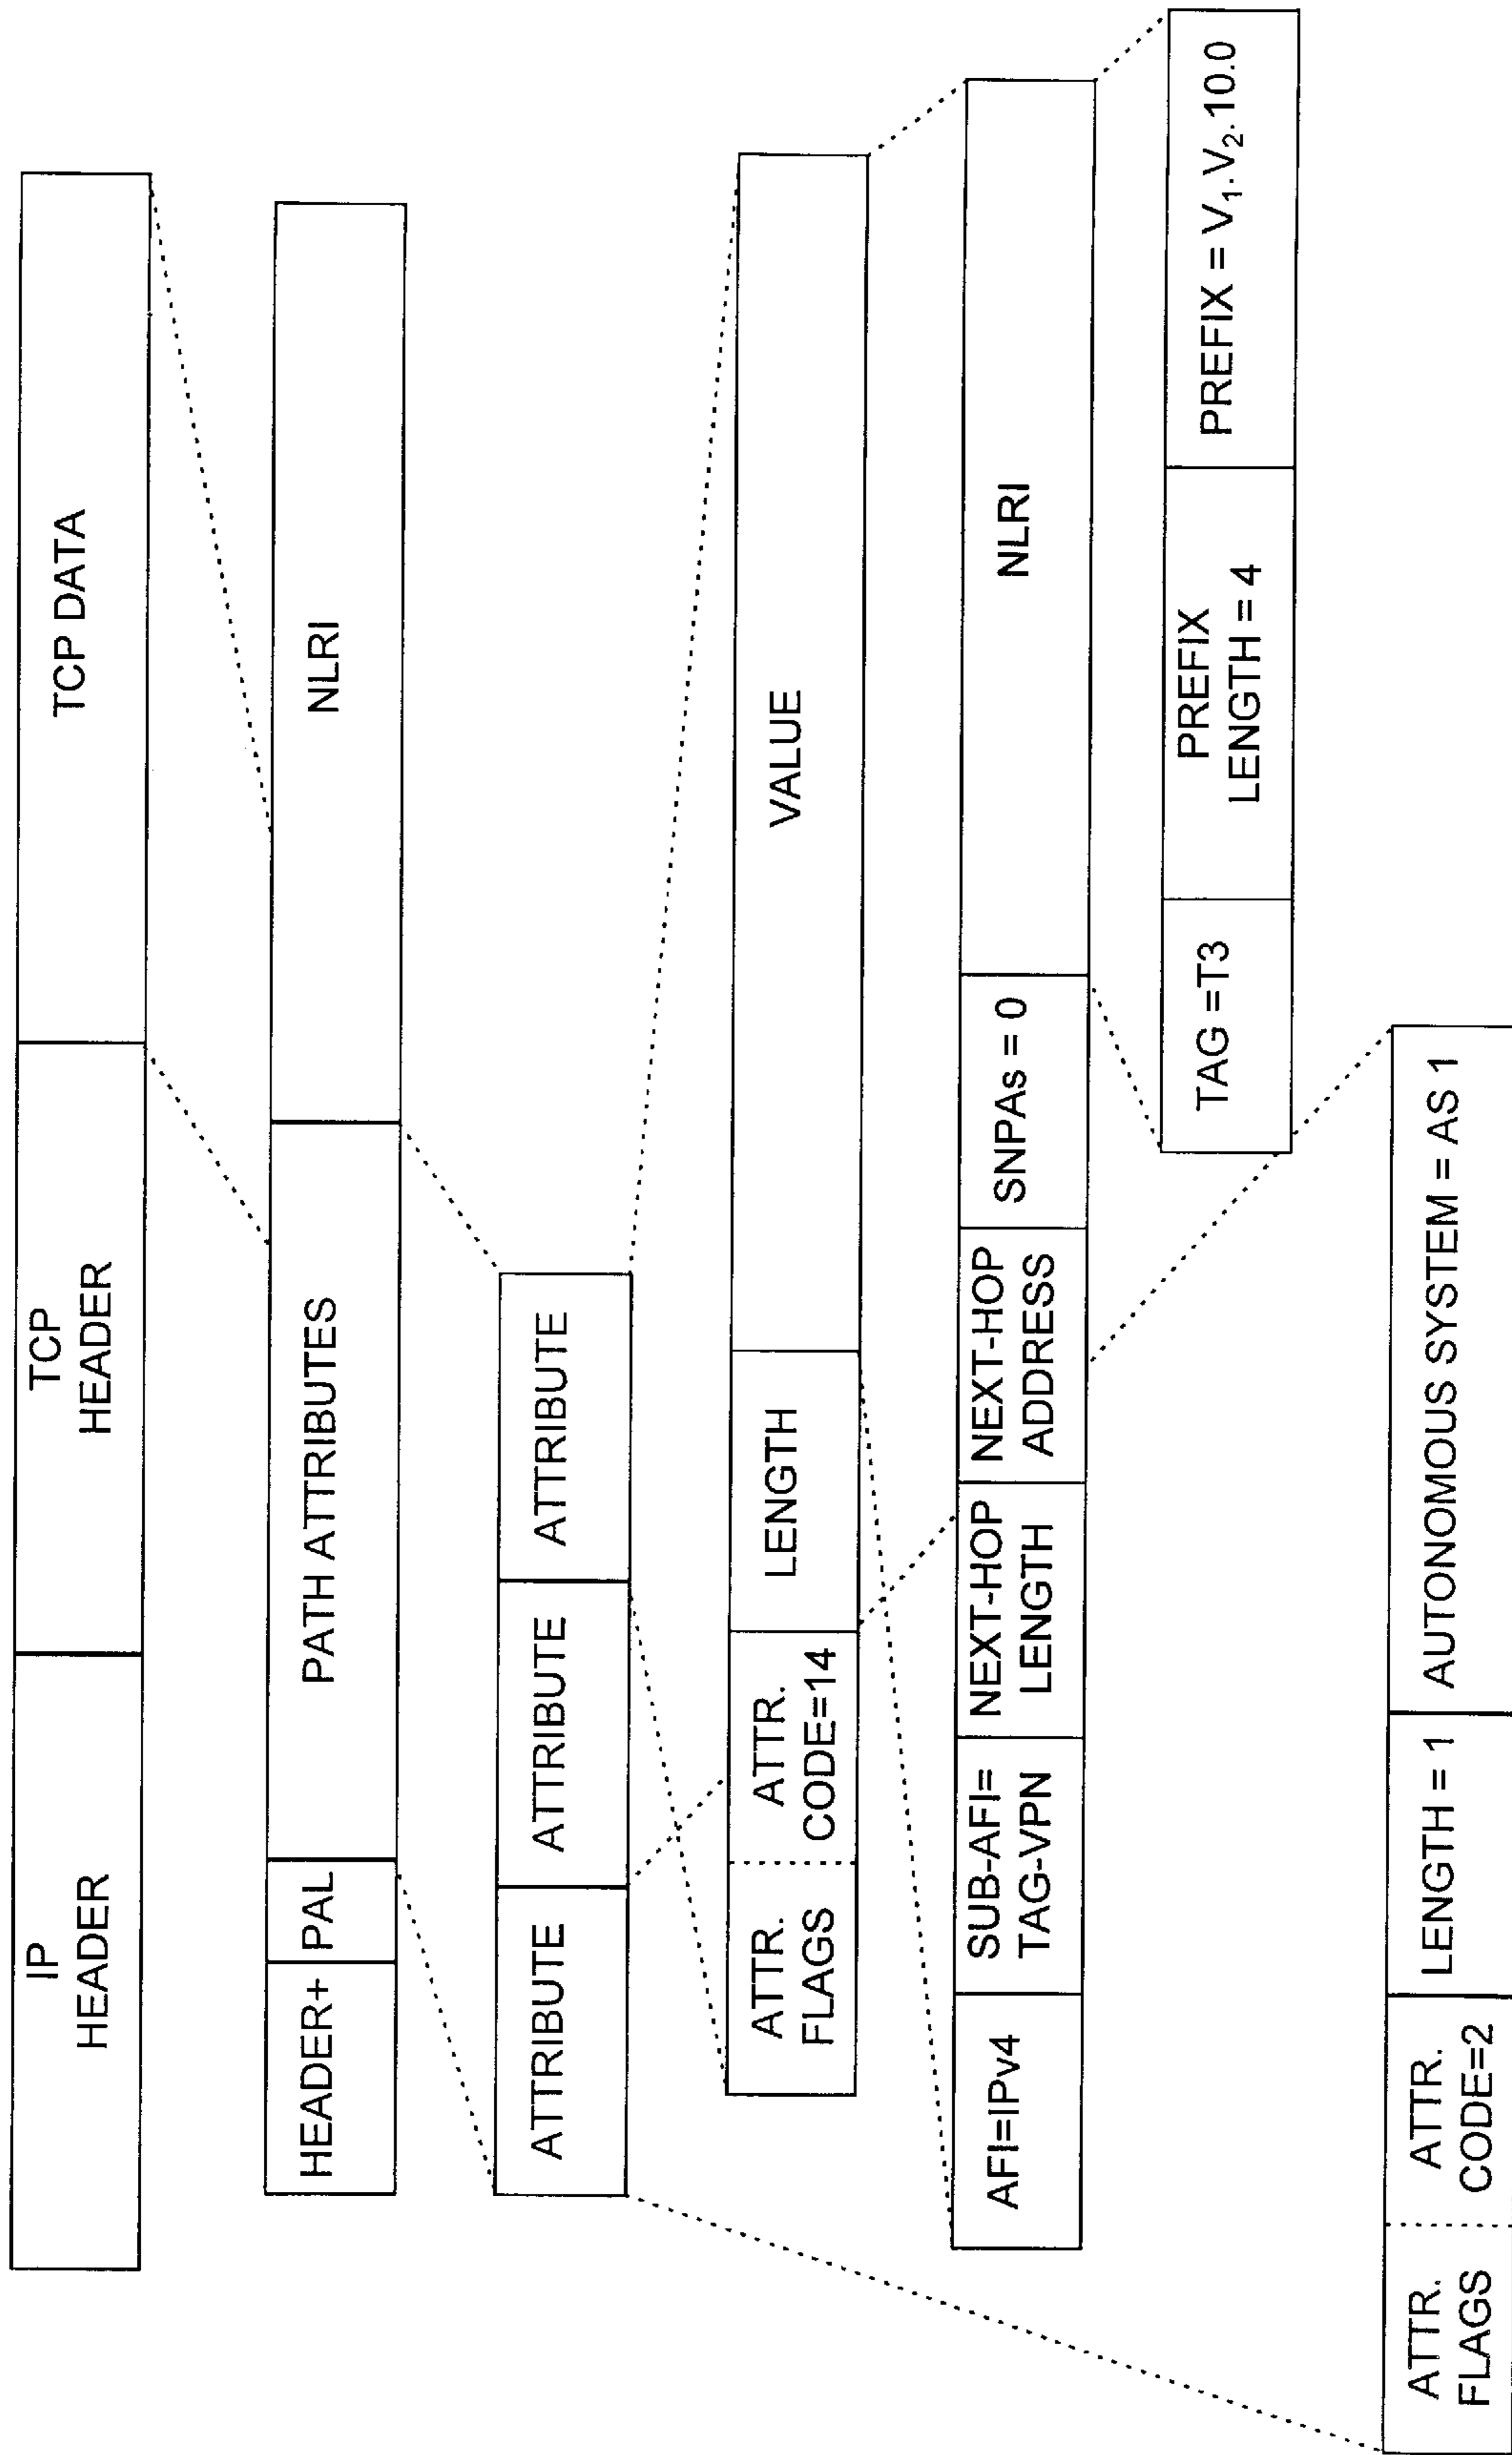 IP
HEADER
TCP
HEADER
TCP DATA
HEADER+
PAL
PATH ATTRIBUTES
NLRI
ATTRIBUTE
ATTRIBUTE
ATTRIBUTE
ATTR.
FLAGS
ATTR.
CODE=14
LENGTH
VALUE
AFI=IPv4
SUB-AFI=
TAG-VPN
NEXT-HOP
LENGTH
NEXT-HOP
ADDRESS
SNPAs = 0
NLRI
TAG =T3
PREFIX
LENGTH = 4
PREFIX = V₁.V₂.10.0
ATTR.
FLAGS
ATTR.
CODE=2
LENGTH = 1
AUTONOMOUS SYSTEM = AS 1